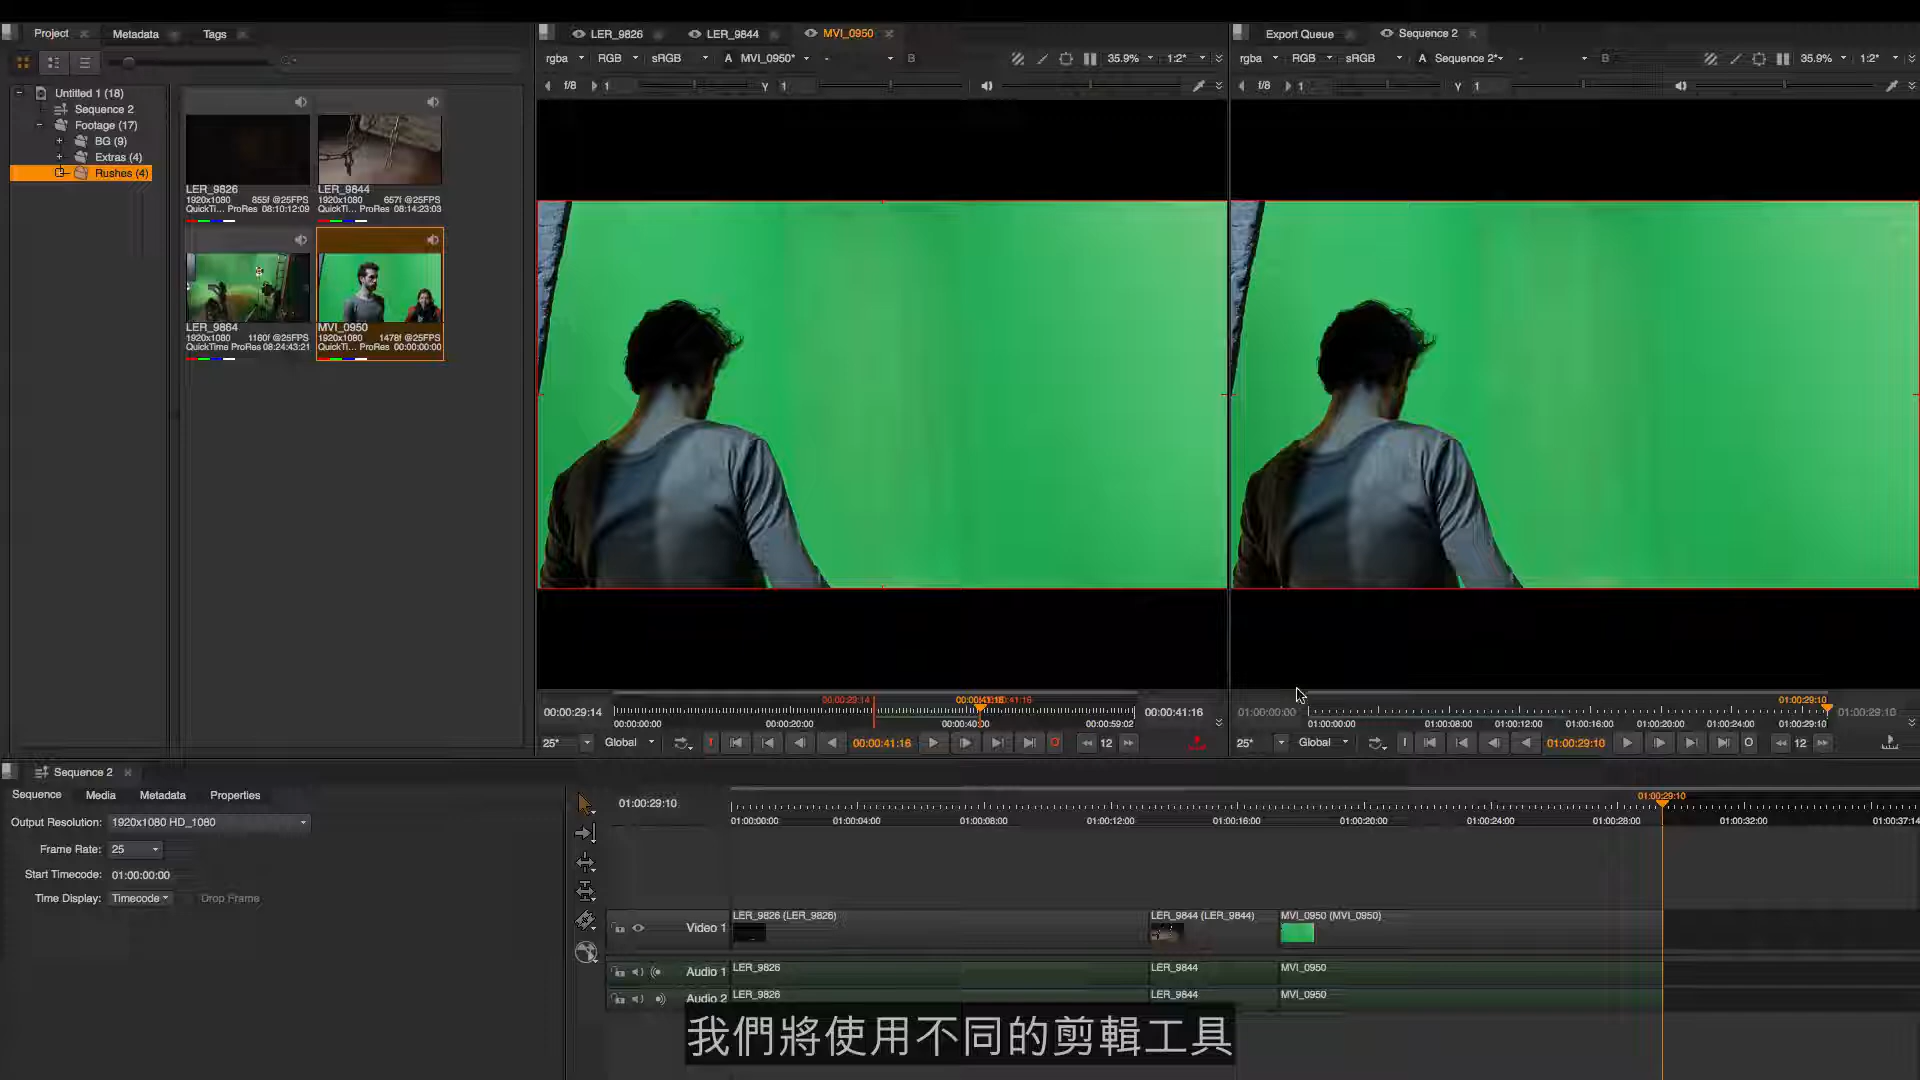 Project
Metadata
Tags
LER_9826
LER_9844
MVI_0950
Export Queue
Sequence 2
rgba
RGB
sRGB
A MVI_0950*
-
B
35.9%
1:2*
rgba
RGB
sRGB
A Sequence 2*
-
B
35.9%
1:2*
f/8
1
Y 1
f/8
1
Y 1
Untitled 1 (18)
Sequence 2
Footage (17)
BG (9)
Extras (4)
Rushes (4)
LER_9826
1920x1080 855f @25FPS
QuickTi... ProRes 08:10:12:09
LER_9844
1920x1080 657f @25FPS
QuickTi... ProRes 08:14:23:03
LER_9864
1920x1080 1160f @25FPS
QuickTime ProRes 08:24:43:21
MVI_0950
1920x1080 1478f @25FPS
QuickTi... ProRes 00:00:00:00
00:00:29:14
00:00:29:14
00:00:41:16
00:00:00:00
00:00:20:00
00:00:40:00
00:00:59:02
00:00:41:16
25*
Global
00:00:41:16
12
01:00:00:00
01:00:29:10
01:00:00:00
01:00:08:00
01:00:12:00
01:00:16:00
01:00:20:00
01:00:24:00
01:00:29:10
01:00:29:10
25*
Global
I
01:00:29:10
O
12
Sequence 2
Sequence
Media
Metadata
Properties
Output Resolution: 1920x1080 HD_1080
Frame Rate: 25
Start Timecode: 01:00:00:00
Time Display: Timecode
Drop Frame
01:00:29:10
01:00:29:10
01:00:00:00
01:00:04:00
01:00:08:00
01:00:12:00
01:00:16:00
01:00:20:00
01:00:24:00
01:00:28:00
01:00:32:00
01:00:37:14
Video 1
LER_9826 (LER_9826)
LER_9844 (LER_9844)
MVI_0950 (MVI_0950)
Audio 1
LER_9826
LER_9844
MVI_0950
Audio 2
LER_9826
LER_9844
MVI_0950
我們將使用不同的剪輯工具